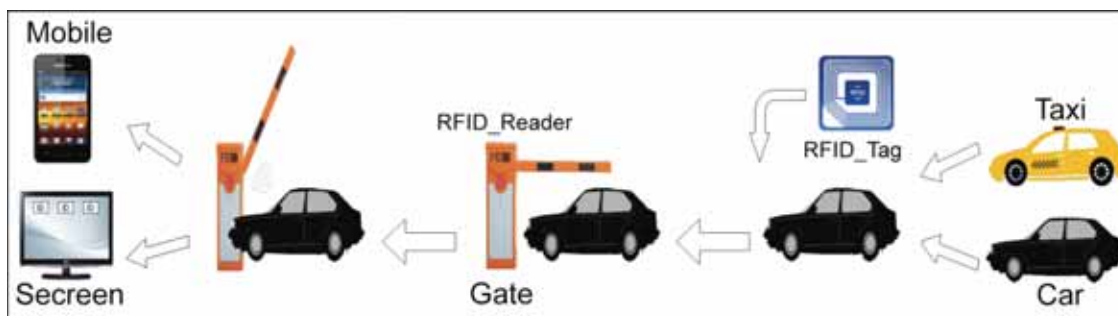 Mobile
RFID_Reader
RFID_Tag
Taxi
Secreen
Gate
Car